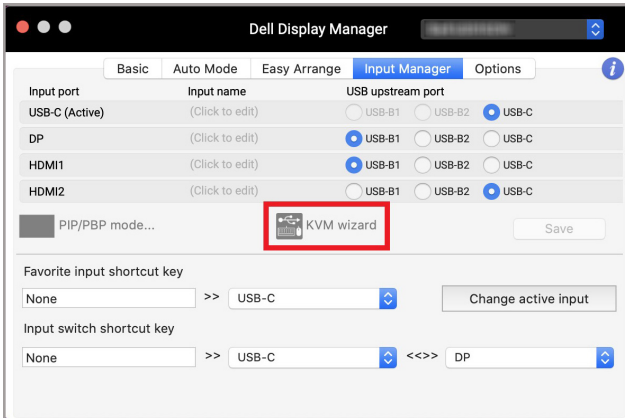 Dell Display Manager
Basic Auto Mode Easy Arrange Input Manager Options i
Input port Input name USB upstream port
USB-C (Active) (Click to edit) USB-B1 USB-B2 USB-C
DP (Click to edit) USB-B1 USB-B2 USB-C
HDMI1 (Click to edit) USB-B1 USB-B2 USB-C
HDMI2 (Click to edit) USB-B1 USB-B2 USB-C
PIP/PBP mode... KVM wizard Save
Favorite input shortcut key
None >> USB-C Change active input
Input switch shortcut key
None >> USB-C <<>> DP